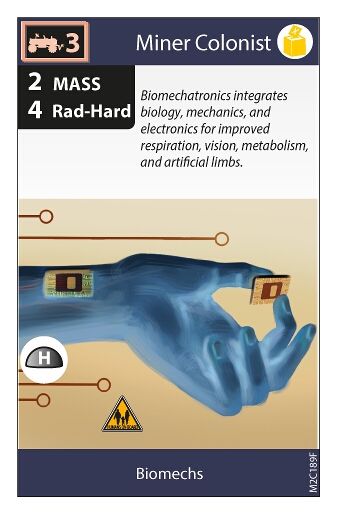 3
Miner Colonist
2 MASS
4 Rad-Hard
Biomechatronics integrates
biology, mechanics, and
electronics for improved
respiration, vision, metabolism,
and artificial limbs.
H
Biomechs
M2C189F